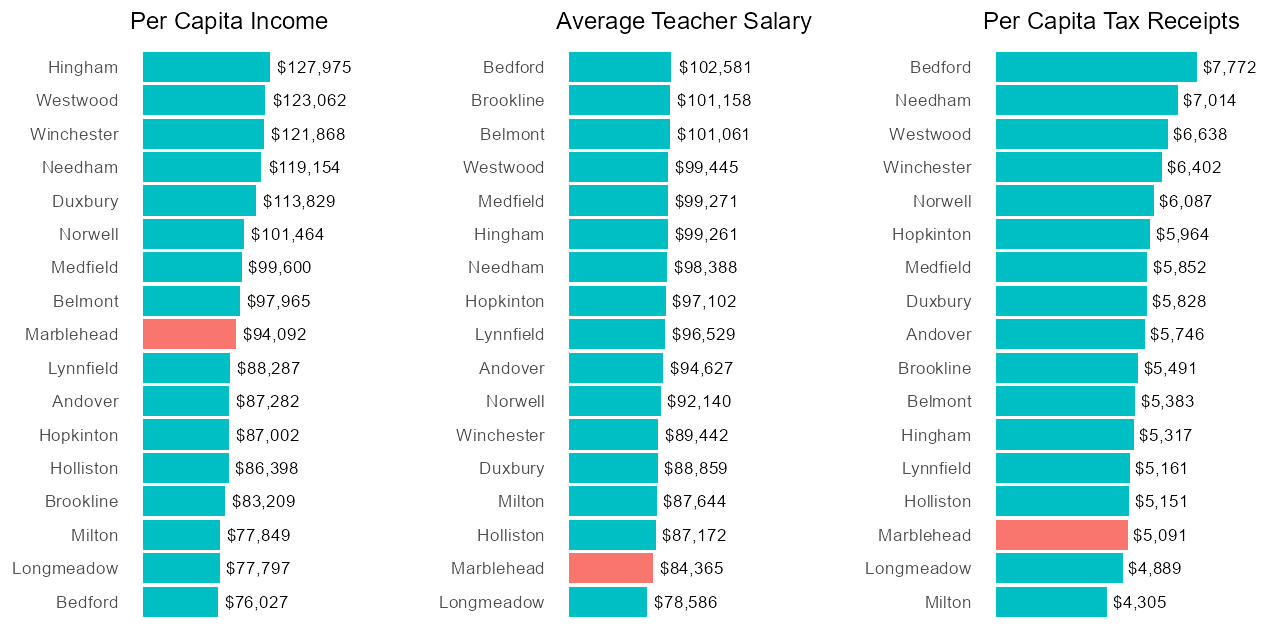 Per Capita Income
Hingham $127,975
Westwood $123,062
Winchester $121,868
Needham $119,154
Duxbury $113,829
Norwell $101,464
Medfield $99,600
Belmont $97,965
Marblehead $94,092
Lynnfield $88,287
Andover $87,282
Hopkinton $87,002
Holliston $86,398
Brookline $83,209
Milton $77,849
Longmeadow $77,797
Bedford $76,027
Average Teacher Salary
Bedford $102,581
Brookline $101,158
Belmont $101,061
Westwood $99,445
Medfield $99,271
Hingham $99,261
Needham $98,388
Hopkinton $97,102
Lynnfield $96,529
Andover $94,627
Norwell $92,140
Winchester $89,442
Duxbury $88,859
Milton $87,644
Holliston $87,172
Marblehead $84,365
Longmeadow $78,586
Per Capita Tax Receipts
Bedford $7,772
Needham $7,014
Westwood $6,638
Winchester $6,402
Norwell $6,087
Hopkinton $5,964
Medfield $5,852
Duxbury $5,828
Andover $5,746
Brookline $5,491
Belmont $5,383
Hingham $5,317
Lynnfield $5,161
Holliston $5,151
Marblehead $5,091
Longmeadow $4,889
Milton $4,305